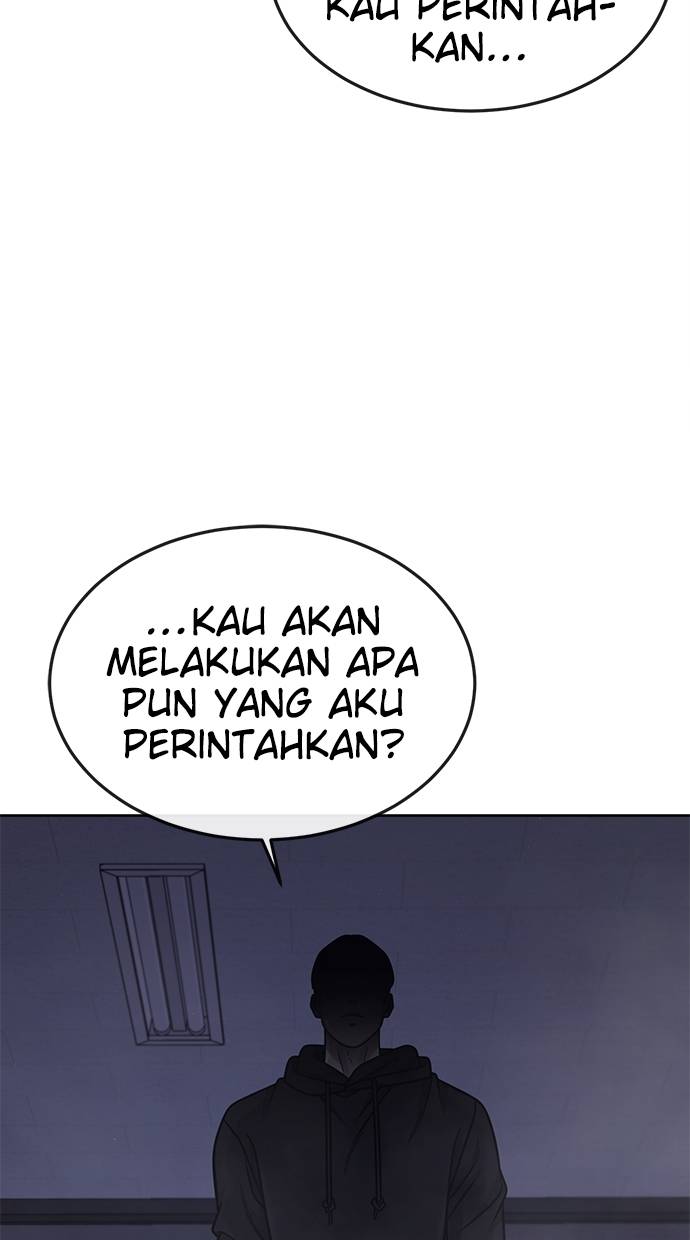 KAU PERINTAH-
KAN...
...KAU AKAN
MELAKUKAN APA
PUN YANG AKU
PERINTAHKAN?